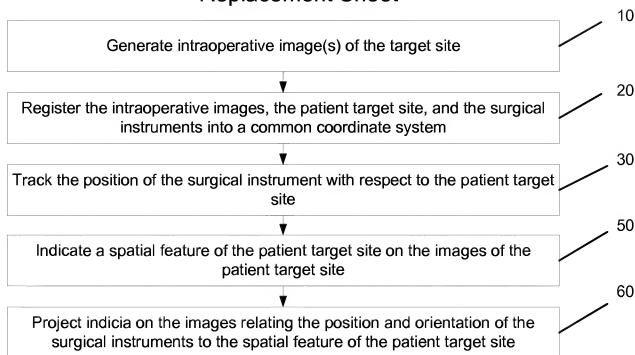 Replacement Sheet
10
Generate intraoperative image(s) of the target site
20
Register the intraoperative images, the patient target site, and the surgical
instruments into a common coordinate system
30
Track the position of the surgical instrument with respect to the patient target
site
50
Indicate a spatial feature of the patient target site on the images of the
patient target site
60
Project indicia on the images relating the position and orientation of the
surgical instruments to the spatial feature of the patient target site